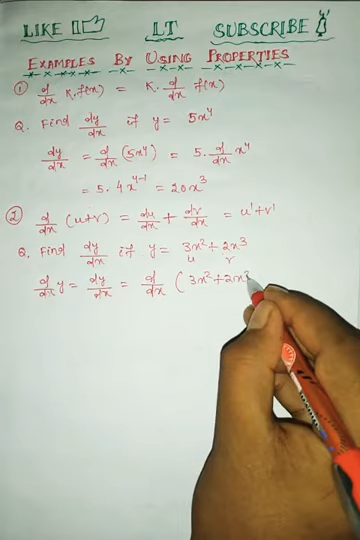 LIKE LT SUBSCRIBE
EXAMPLES BY USING PROPERTIES
① d/dx K.f(x) = K. d/dx f(x)
Q. Find dy/dx if y = 5x⁴
dy/dx = d/dx (5x⁴) = 5. d/dx x⁴
= 5.4x⁴⁻¹ = 20x³
② d/dx (u+v) = du/dx + dv/dx = u'+v'
Q. Find dy/dx if y = 3x²+2x³
u v
d/dx y = dy/dx = d/dx (3x²+2x³